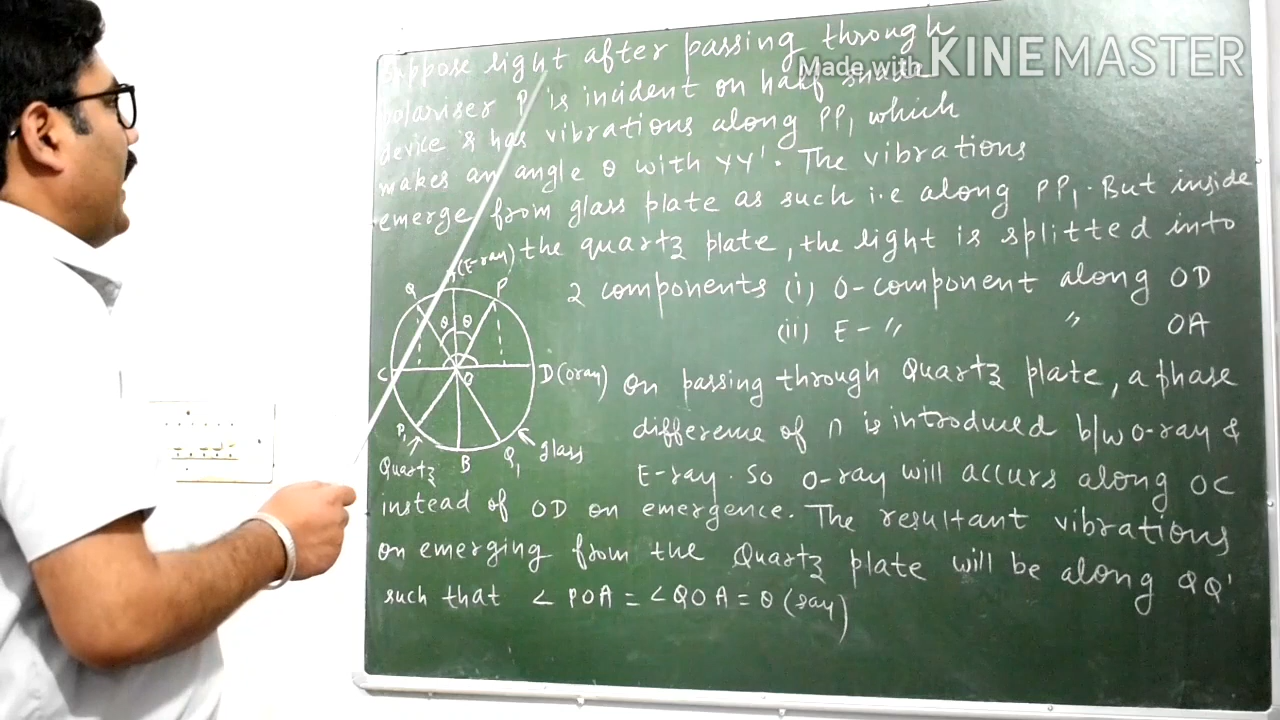 Suppose light after passing through
Made with KINEMASTER
polariser P is incident on half shade
device & has vibrations along PP1 which
makes an angle θ with YY'. The vibrations
emerge from glass plate as such i.e along PP1. But inside
the quartz plate, the light is splitted into
2 components (i) O-component along OD
(ii) E- " " OA
A (E-ray)
Q P
θ θ
C O D (O ray)
P1 B Q1
Quartz glass
On passing through Quartz plate, a phase
difference of π is introduced b/w O-ray &
E-ray. So O-ray will accurs along OC
instead of OD on emergence. The resultant vibrations
on emerging from the Quartz plate will be along QQ'
such that ∠ POA = ∠ QOA = θ (say)